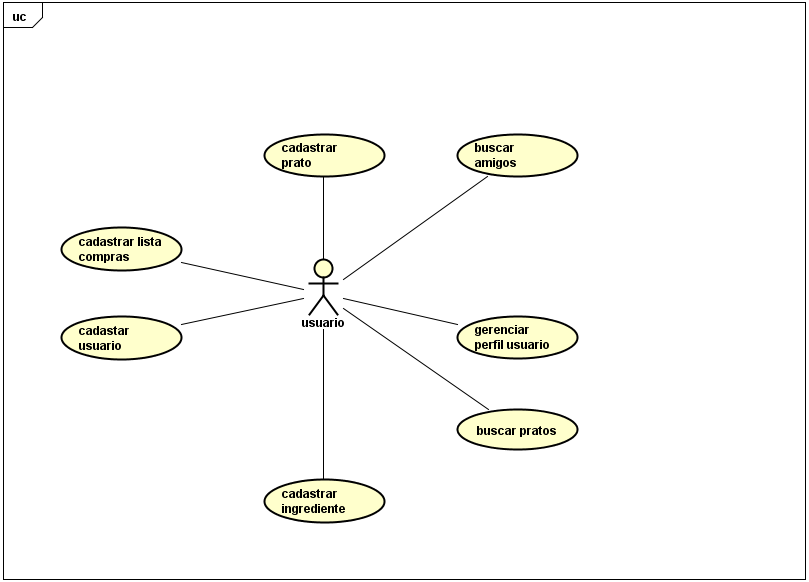 uc
cadastrar
prato
buscar
amigos
cadastrar lista
compras
usuario
cadastar
usuario
gerenciar
perfil usuario
buscar pratos
cadastrar
ingrediente